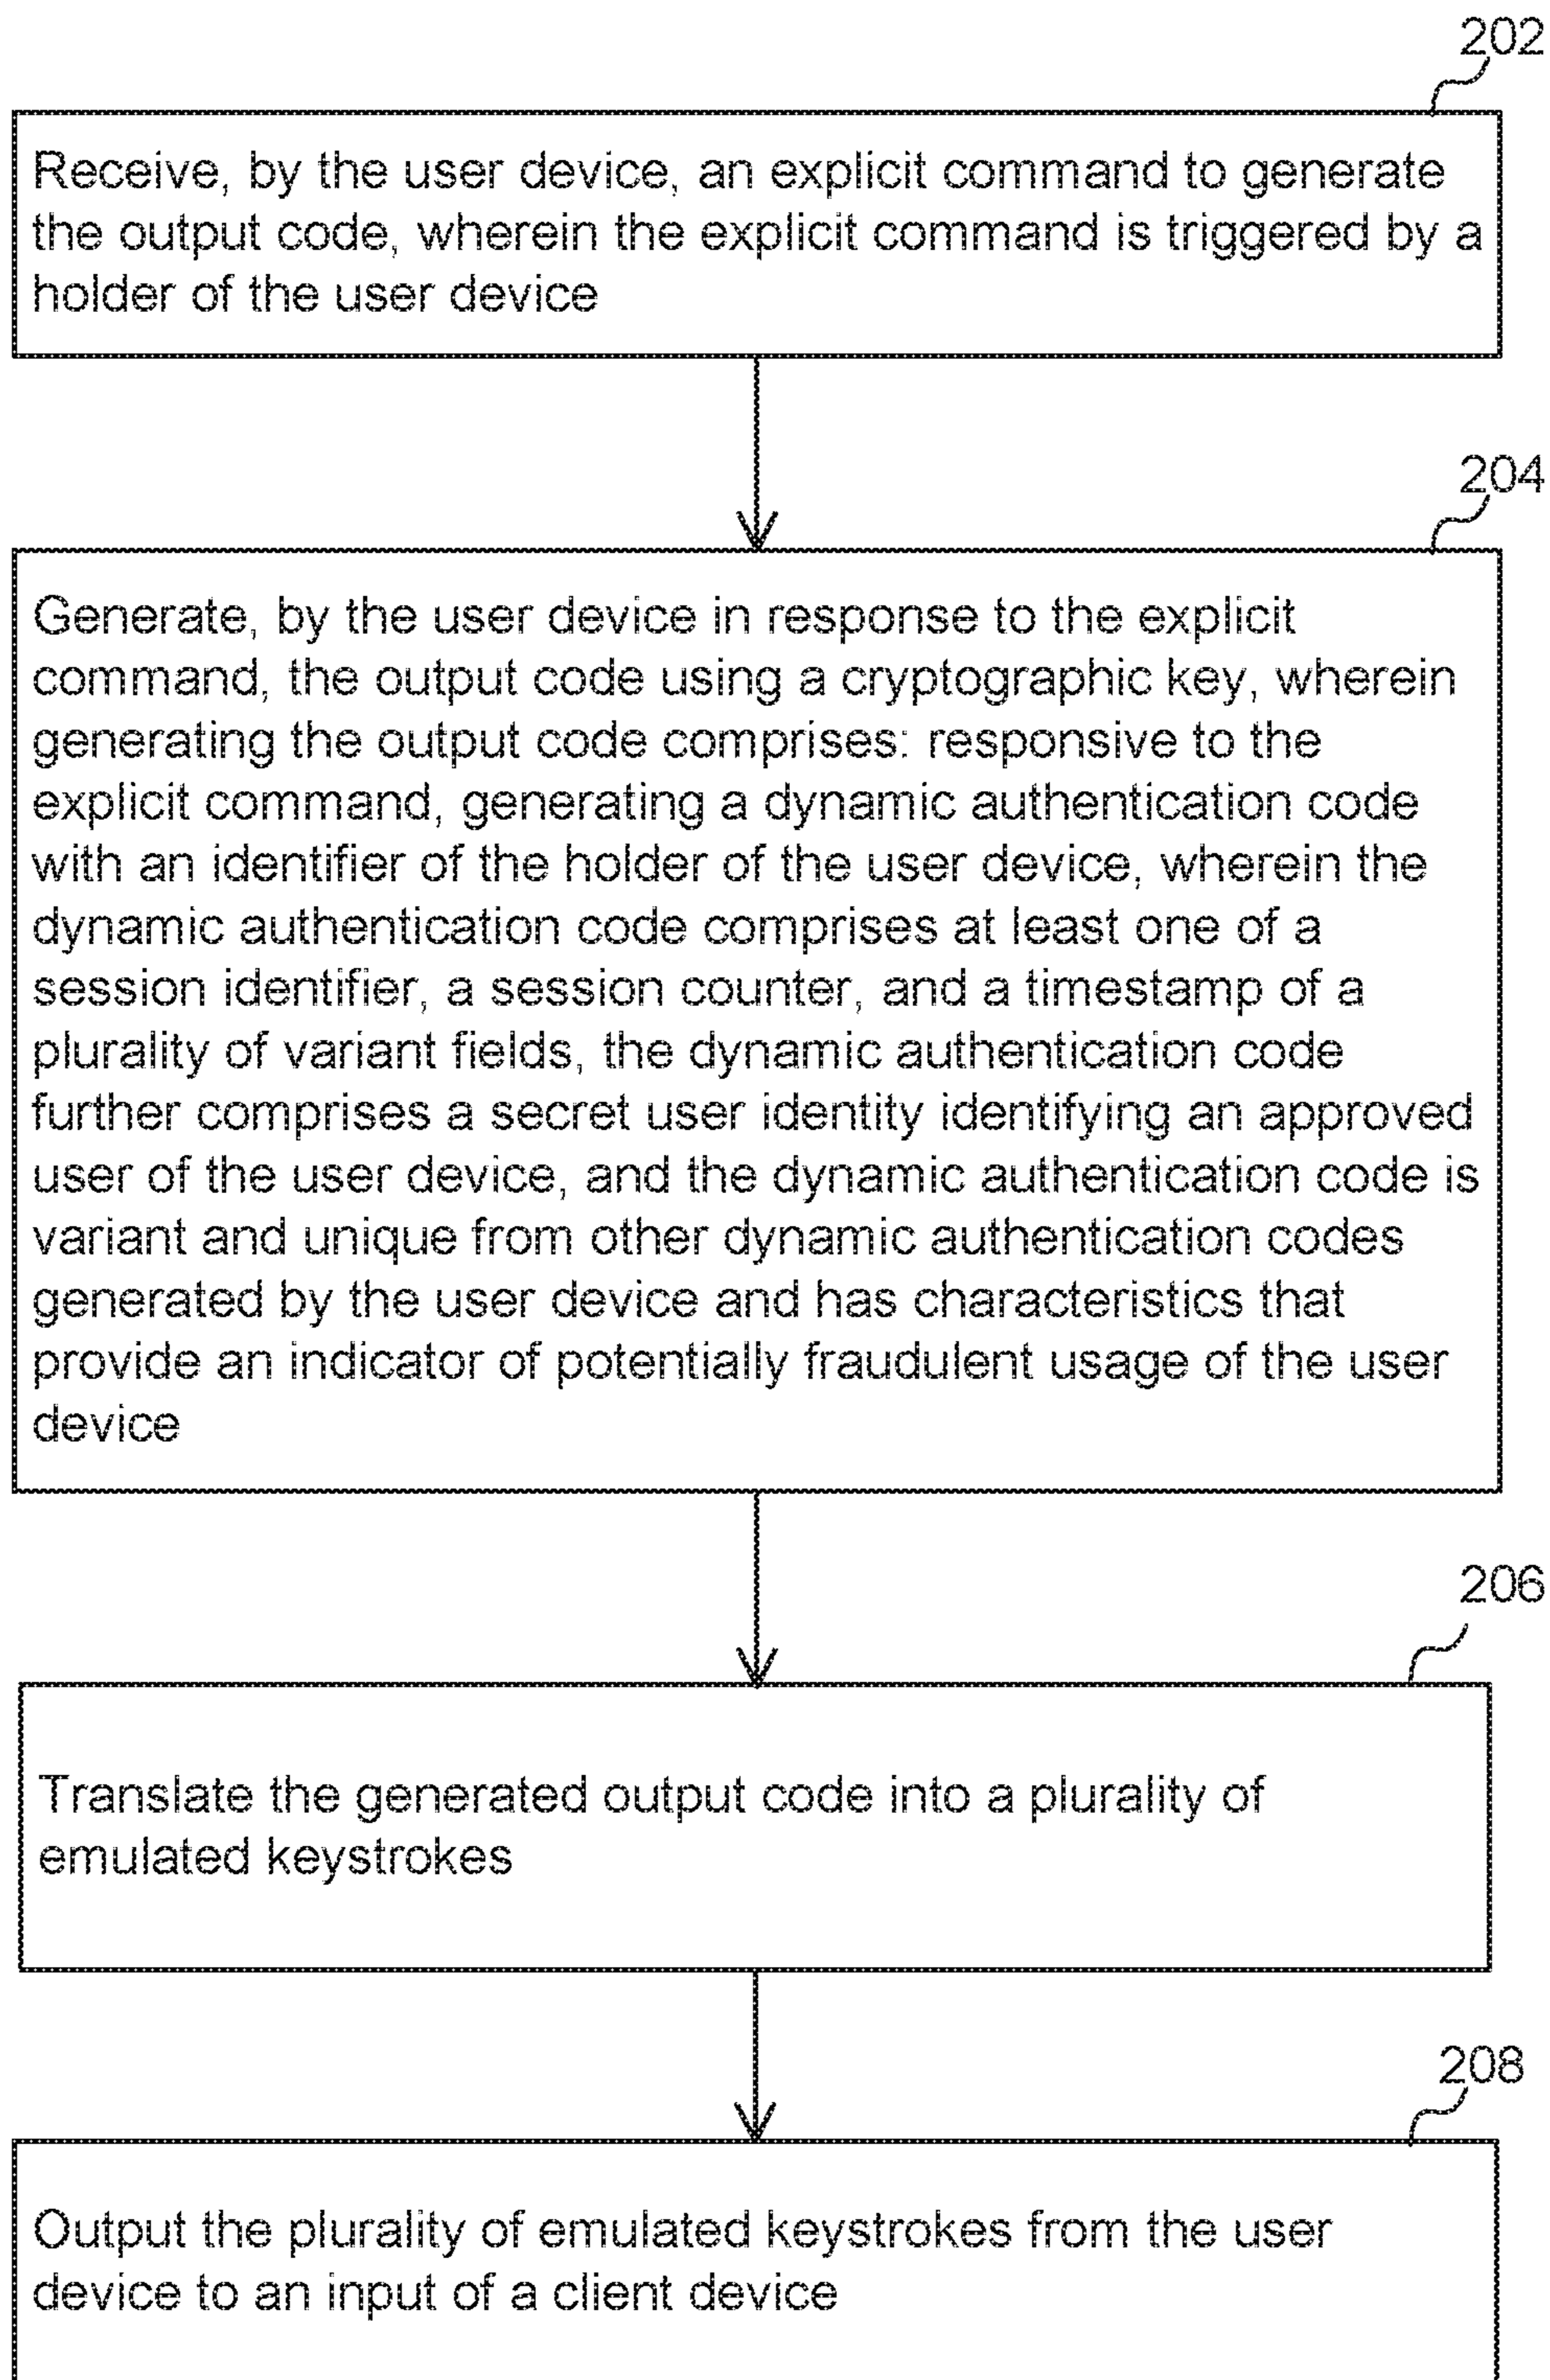 202
Receive, by the user device, an explicit command to generate
the output code, wherein the explicit command is triggered by a
holder of the user device
204
Generate, by the user device in response to the explicit
command, the output code using a cryptographic key, wherein
generating the output code comprises: responsive to the
explicit command, generating a dynamic authentication code
with an identifier of the holder of the user device, wherein the
dynamic authentication code comprises at least one of a
session identifier, a session counter, and a timestamp of a
plurality of variant fields, the dynamic authentication code
further comprises a secret user identity identifying an approved
user of the user device, and the dynamic authentication code is
variant and unique from other dynamic authentication codes
generated by the user device and has characteristics that
provide an indicator of potentially fraudulent usage of the user
device
206
Translate the generated output code into a plurality of
emulated keystrokes
208
Output the plurality of emulated keystrokes from the user
device to an input of a client device